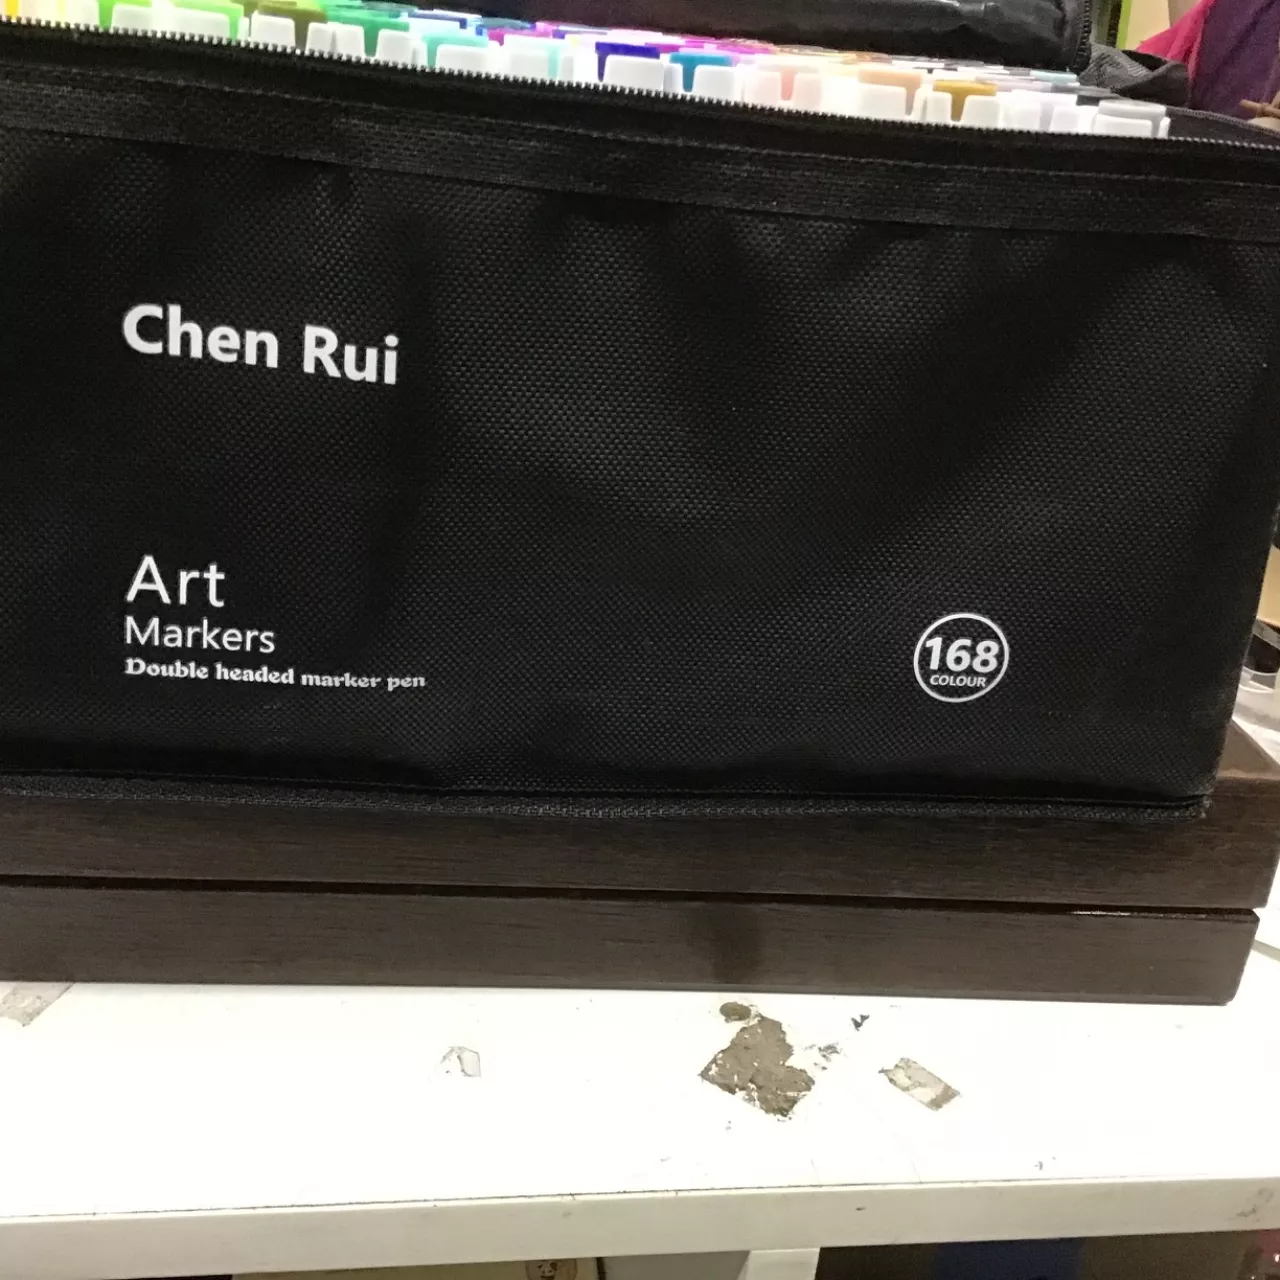 Chen Rui
Art
Markers
Double headed marker pen
168
COLOUR